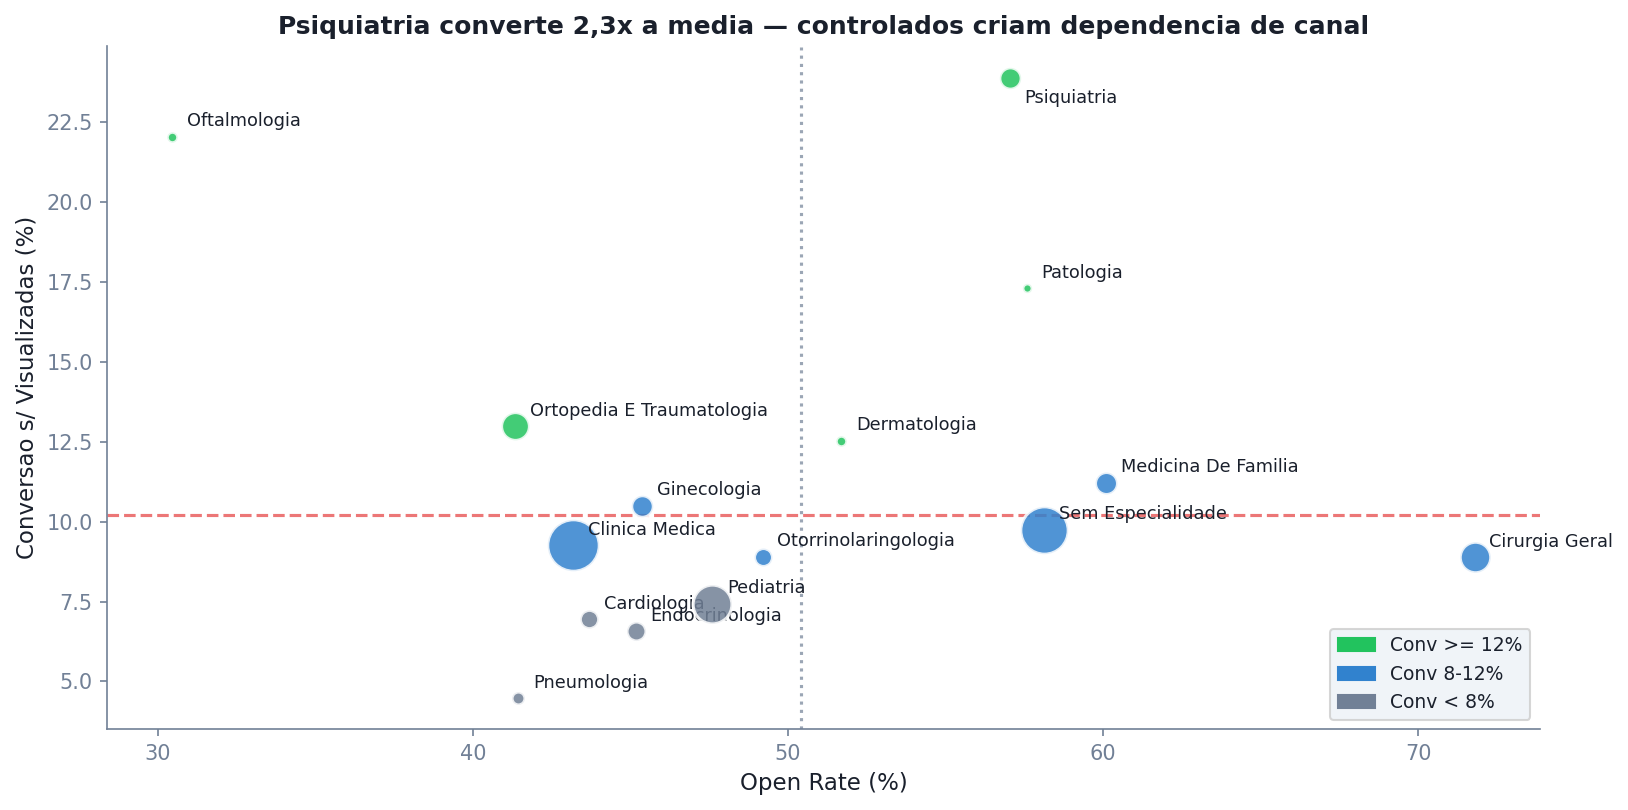 Psiquiatria converte 2,3x a media — controlados criam dependencia de canal
Conversao s/ Visualizadas (%)
22.5
20.0
17.5
15.0
12.5
10.0
7.5
5.0
Oftalmologia
Psiquiatria
Patologia
Ortopedia E Traumatologia
Dermatologia
Medicina De Familia
Ginecologia
Sem Especialidade
Clinica Medica
Otorrinolaringologia
Cirurgia Geral
Pediatria
Cardiologia
Endocrinologia
Pneumologia
Conv >= 12%
Conv 8-12%
Conv < 8%
30
40
50
60
70
Open Rate (%)